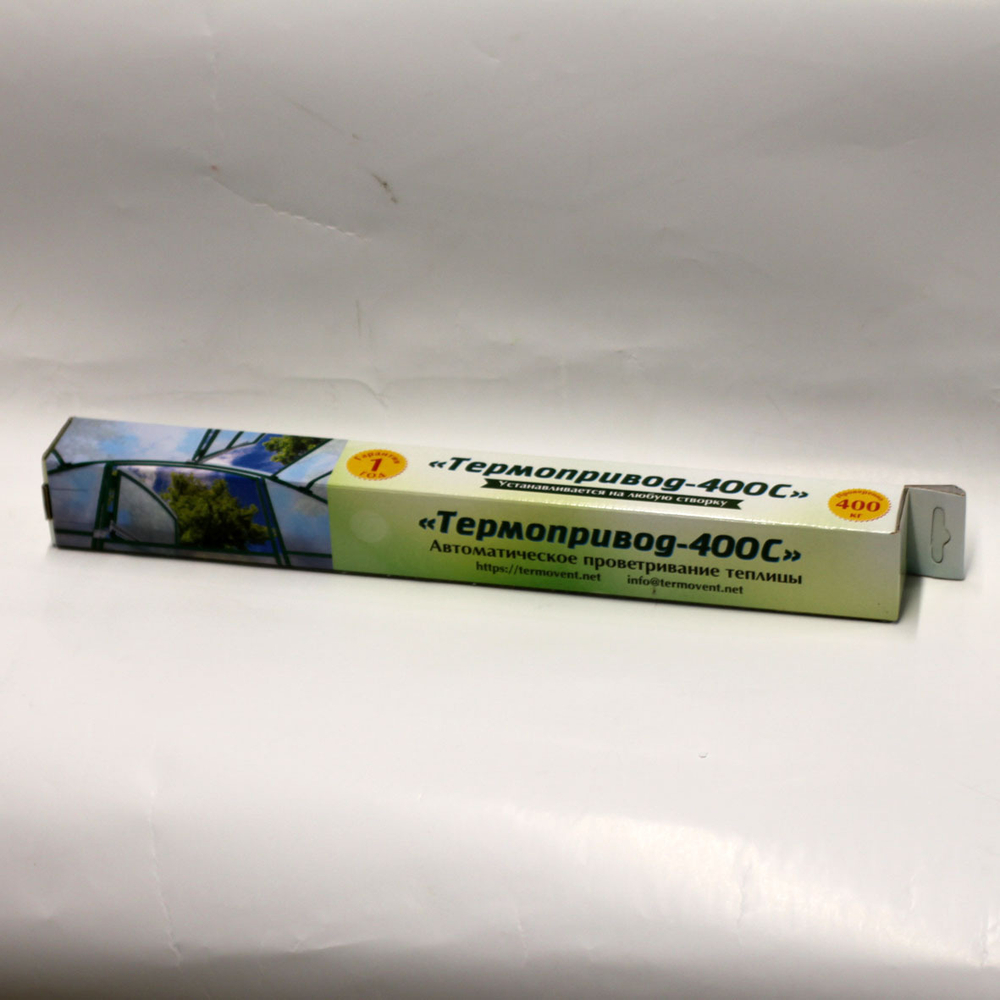 Гарантия
1
год
«Термопривод-400С»
Устанавливается на любую створку
400
кг
«Термопривод-400С»
Автоматическое проветривание теплицы
https://termovent.net info@termovent.net